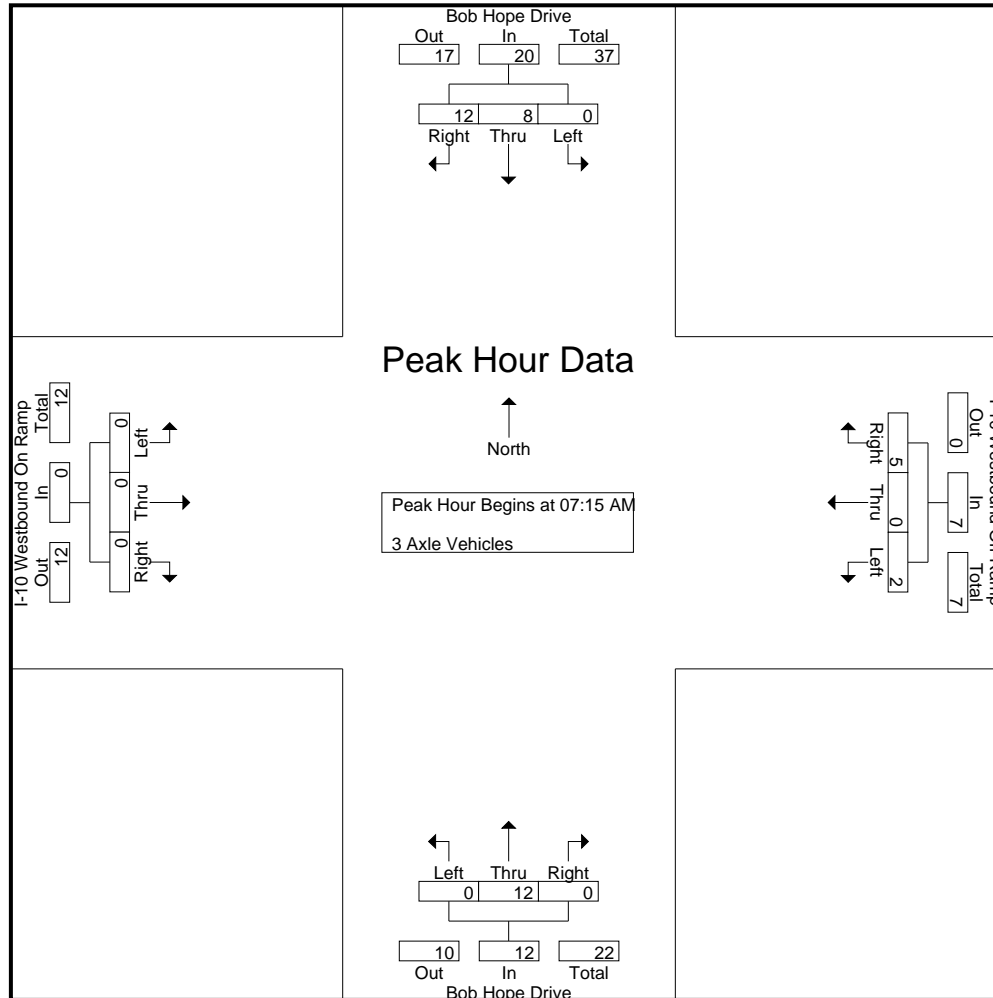 Bob Hope Drive
Out In Total
17 20 37
12 8 0
Right Thru Left
Peak Hour Data
North
Peak Hour Begins at 07:15 AM
3 Axle Vehicles
I-10 Westbound On Ramp
Total In Out
12 0 12
0 0 0
Left Thru Right
Right Thru Left
5 0 2
Out In Total
0 7 7
Westbound Ramp
Left Thru Right
0 12 0
10 12 22
Out In Total
Bob Hope Drive